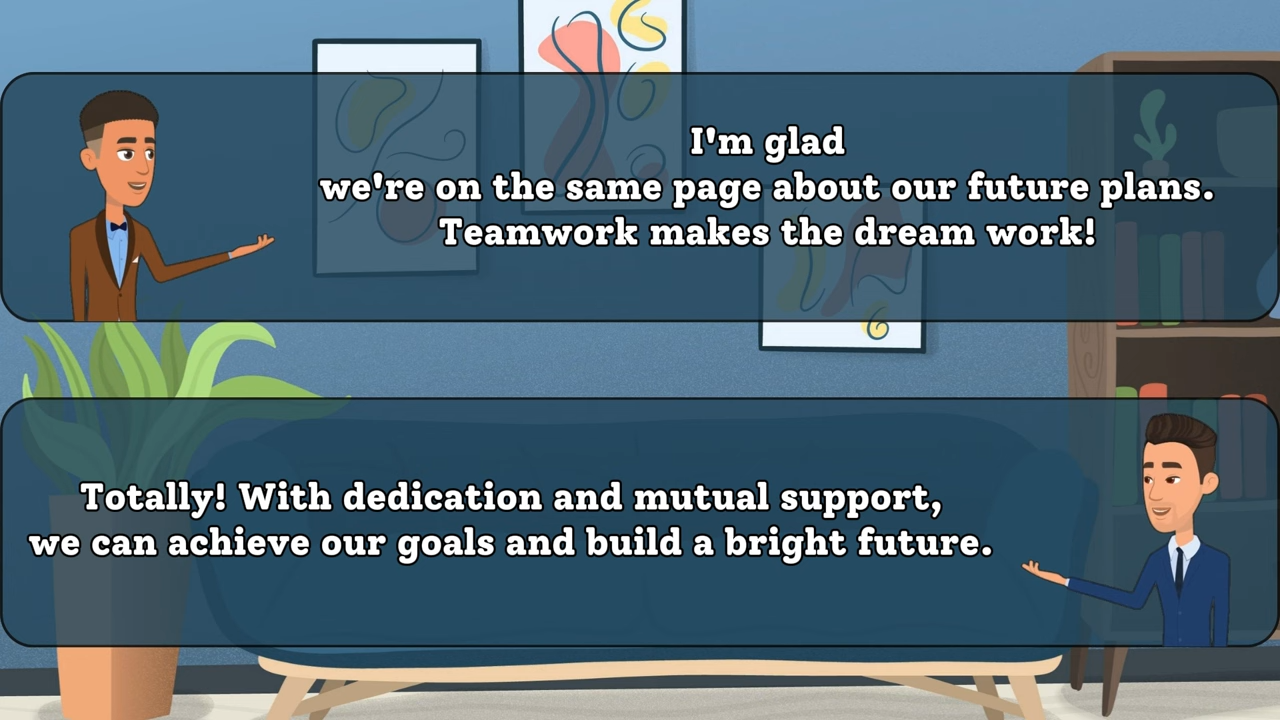 I'm glad
we're on the same page about our future plans.
Teamwork makes the dream work!
Totally! With dedication and mutual support,
we can achieve our goals and build a bright future.